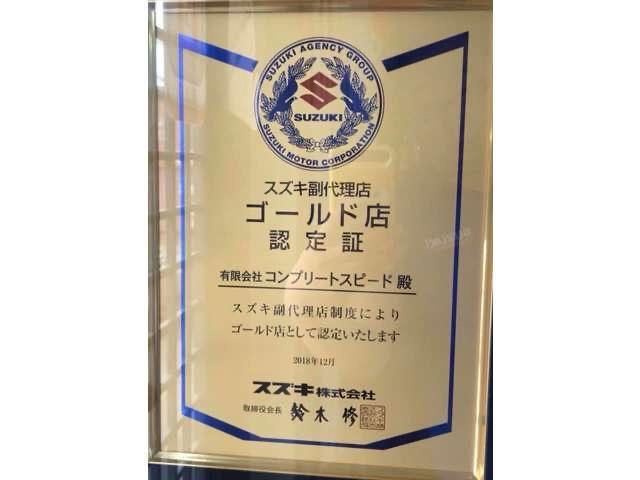 SUZUKI AGENCY GROUP
SUZUKI
SUZUKI MOTOR CORPORATION
スズキ副代理店
ゴールド店
認定証
有限会社 コンプリートスピード 殿
スズキ副代理店制度により
ゴールド店として認定いたします
2018年12月
スズキ株式会社
取締役会長 鈴木 修